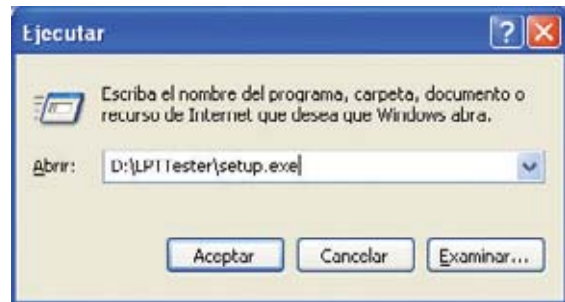 Ejecutar
Escriba el nombre del programa, carpeta, documento o
recurso de Internet que desea que Windows abra.
Abrir: D:\LPTTester\setup.exe
Aceptar Cancelar Examinar...